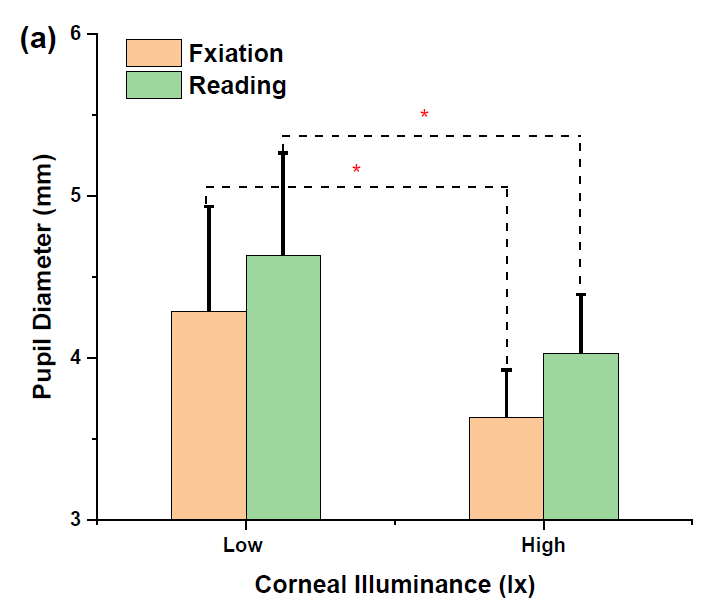 (a)
Fxiation
Reading
*
*
6
5
4
3
Pupil Diameter (mm)
Low
High
Corneal Illuminance (lx)